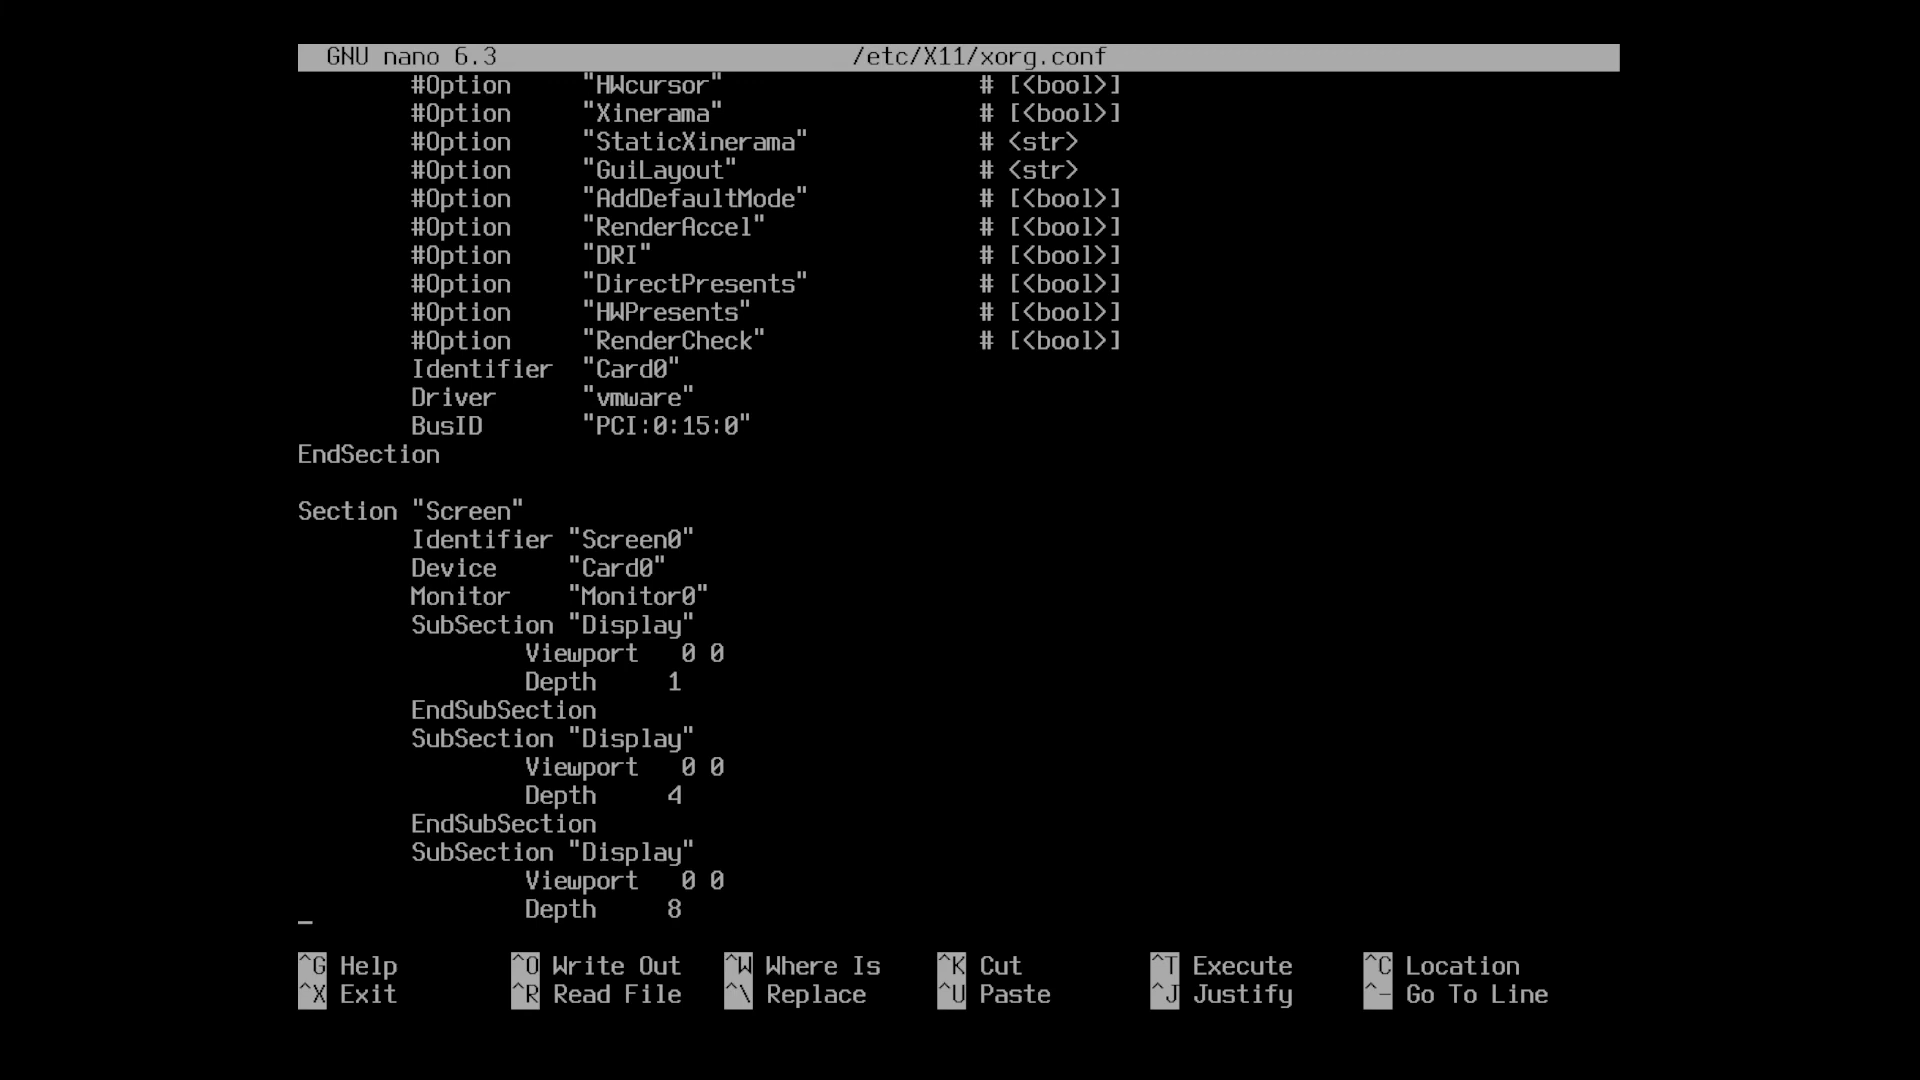 GNU nano 6.3 /etc/X11/xorg.conf
#Option "HWcursor" # [<bool>]
#Option "Xinerama" # [<bool>]
#Option "StaticXinerama" # <str>
#Option "GuiLayout" # <str>
#Option "AddDefaultMode" # [<bool>]
#Option "RenderAccel" # [<bool>]
#Option "DRI" # [<bool>]
#Option "DirectPresents" # [<bool>]
#Option "HWPresents" # [<bool>]
#Option "RenderCheck" # [<bool>]
Identifier "Card0"
Driver "vmware"
BusID "PCI:0:15:0"
EndSection
Section "Screen"
Identifier "Screen0"
Device "Card0"
Monitor "Monitor0"
SubSection "Display"
Viewport 0 0
Depth 1
EndSubSection
SubSection "Display"
Viewport 0 0
Depth 4
EndSubSection
SubSection "Display"
Viewport 0 0
Depth 8
^G Help ^O Write Out ^W Where Is ^K Cut ^T Execute ^C Location
^X Exit ^R Read File ^\ Replace ^U Paste ^J Justify ^- Go To Line